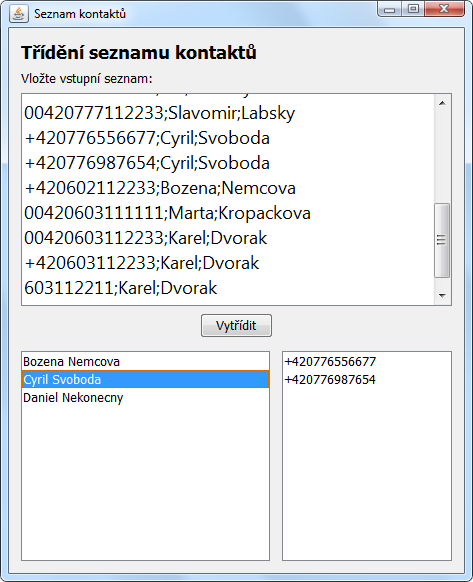 Seznam kontaktů
Třídění seznamu kontaktů
Vložte vstupní seznam:
00420777112233;Slavomir;Labsky
+420776556677;Cyril;Svoboda
+420776987654;Cyril;Svoboda
+420602112233;Bozena;Nemcova
00420603111111;Marta;Kropackova
00420603112233;Karel;Dvorak
+420603112233;Karel;Dvorak
603112211;Karel;Dvorak
Vytřídit
Bozena Nemcova
Cyril Svoboda
Daniel Nekonecny
+420776556677
+420776987654